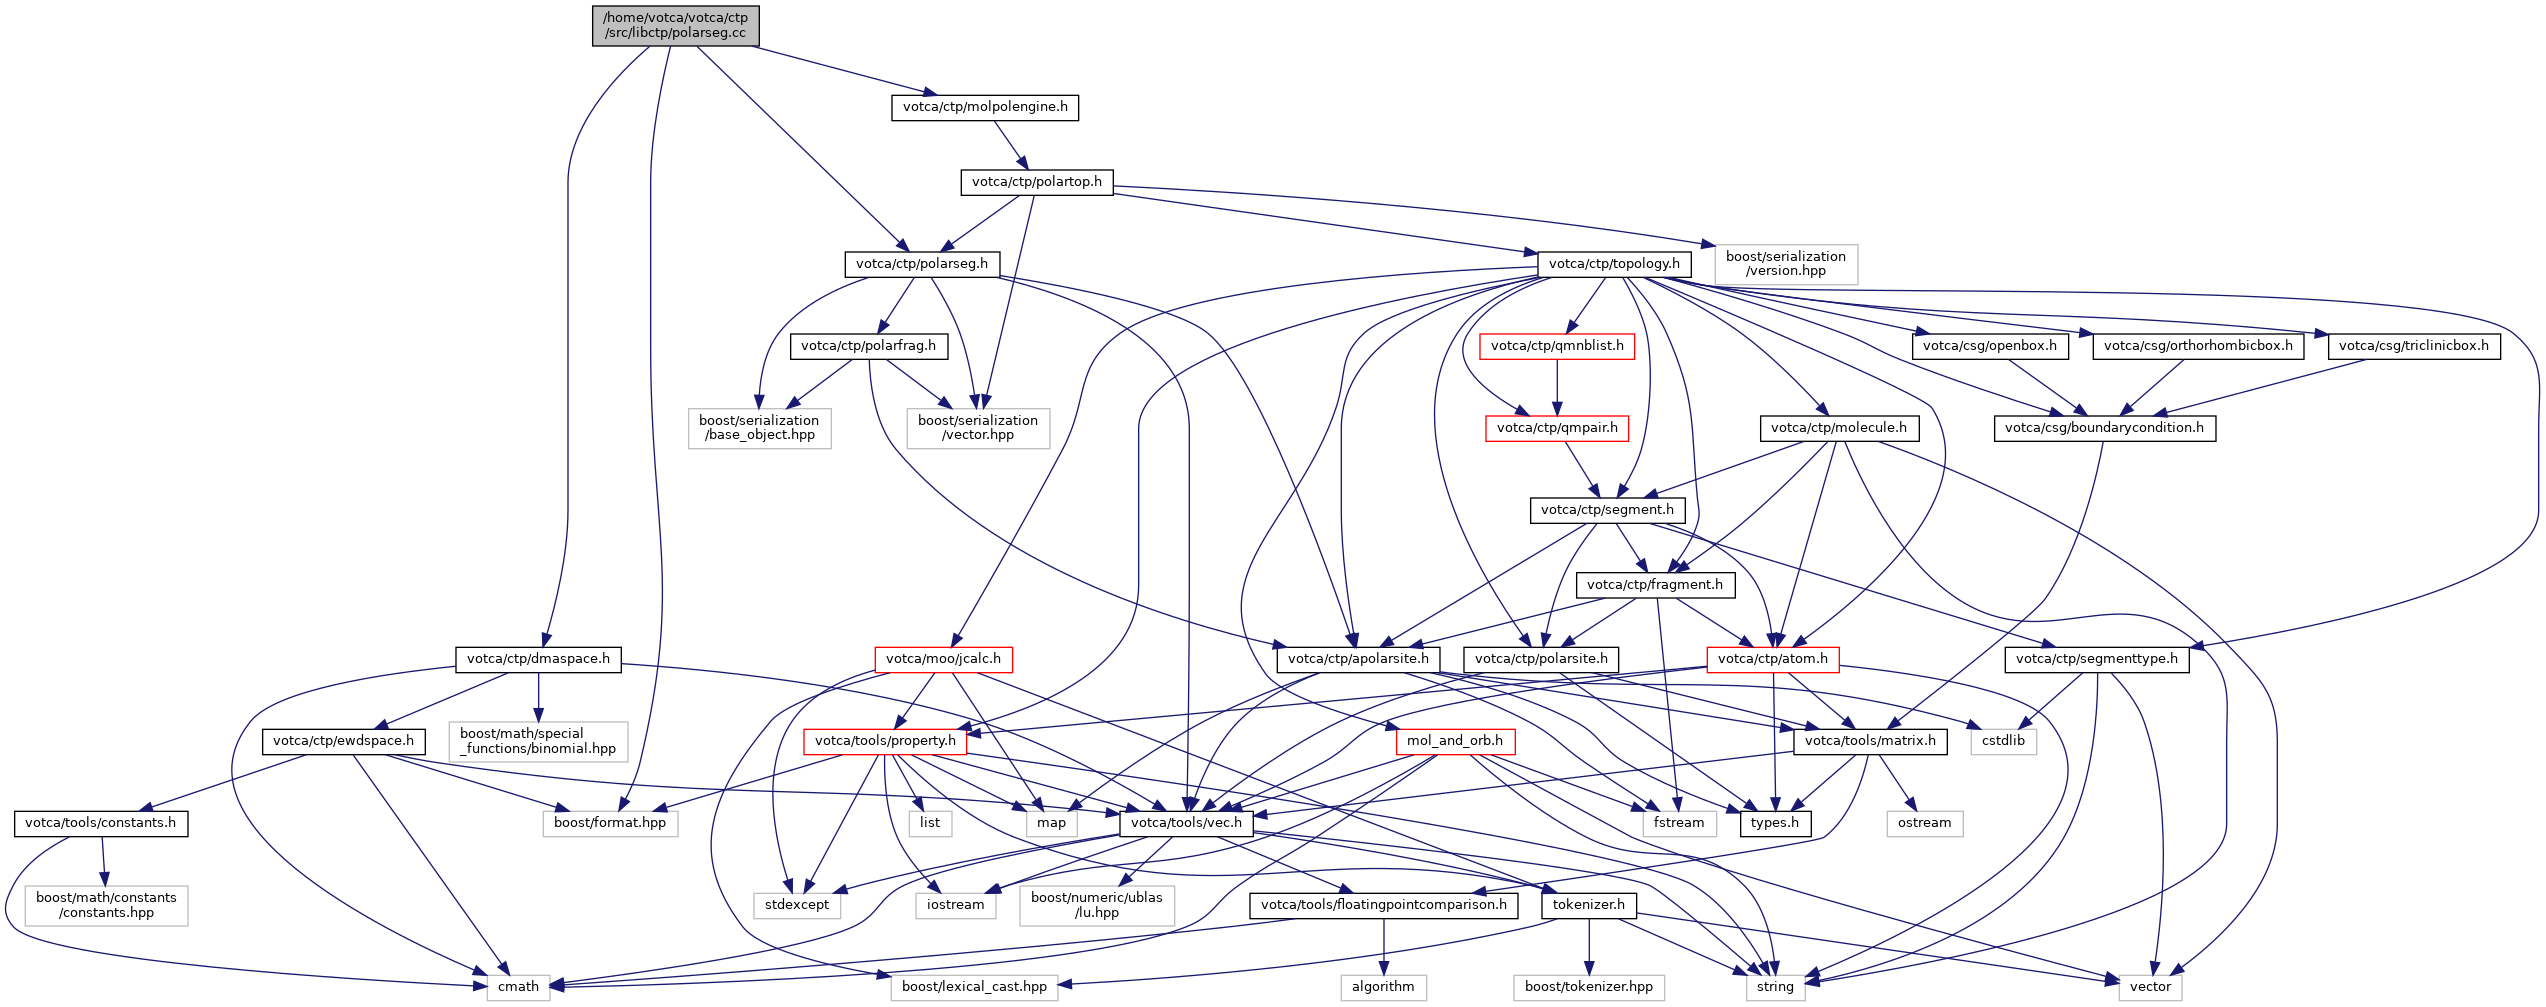 /home/votca/votca/ctp
/src/libctp/polarseg.cc
votca/ctp/molpolengine.h
votca/ctp/polartop.h
votca/ctp/polarseg.h
votca/ctp/topology.h
boost/serialization
/version.hpp
votca/ctp/polarfrag.h
votca/ctp/qmnblist.h
votca/csg/openbox.h
votca/csg/orthorhombicbox.h
votca/csg/triclinicbox.h
boost/serialization
/base_object.hpp
boost/serialization
/vector.hpp
votca/ctp/qmpair.h
votca/ctp/molecule.h
votca/csg/boundarycondition.h
votca/ctp/segment.h
votca/ctp/fragment.h
votca/ctp/dmaspace.h
votca/moo/jcalc.h
votca/ctp/apolarsite.h
votca/ctp/polarsite.h
votca/ctp/atom.h
votca/ctp/segmenttype.h
votca/ctp/ewdspace.h
boost/math/special
_functions/binomial.hpp
votca/tools/property.h
mol_and_orb.h
votca/tools/matrix.h
cstdlib
votca/tools/constants.h
boost/format.hpp
list
map
votca/tools/vec.h
fstream
types.h
ostream
boost/math/constants
/constants.hpp
stdexcept
iostream
boost/numeric/ublas
/lu.hpp
votca/tools/floatingpointcomparison.h
tokenizer.h
cmath
boost/lexical_cast.hpp
algorithm
boost/tokenizer.hpp
string
vector